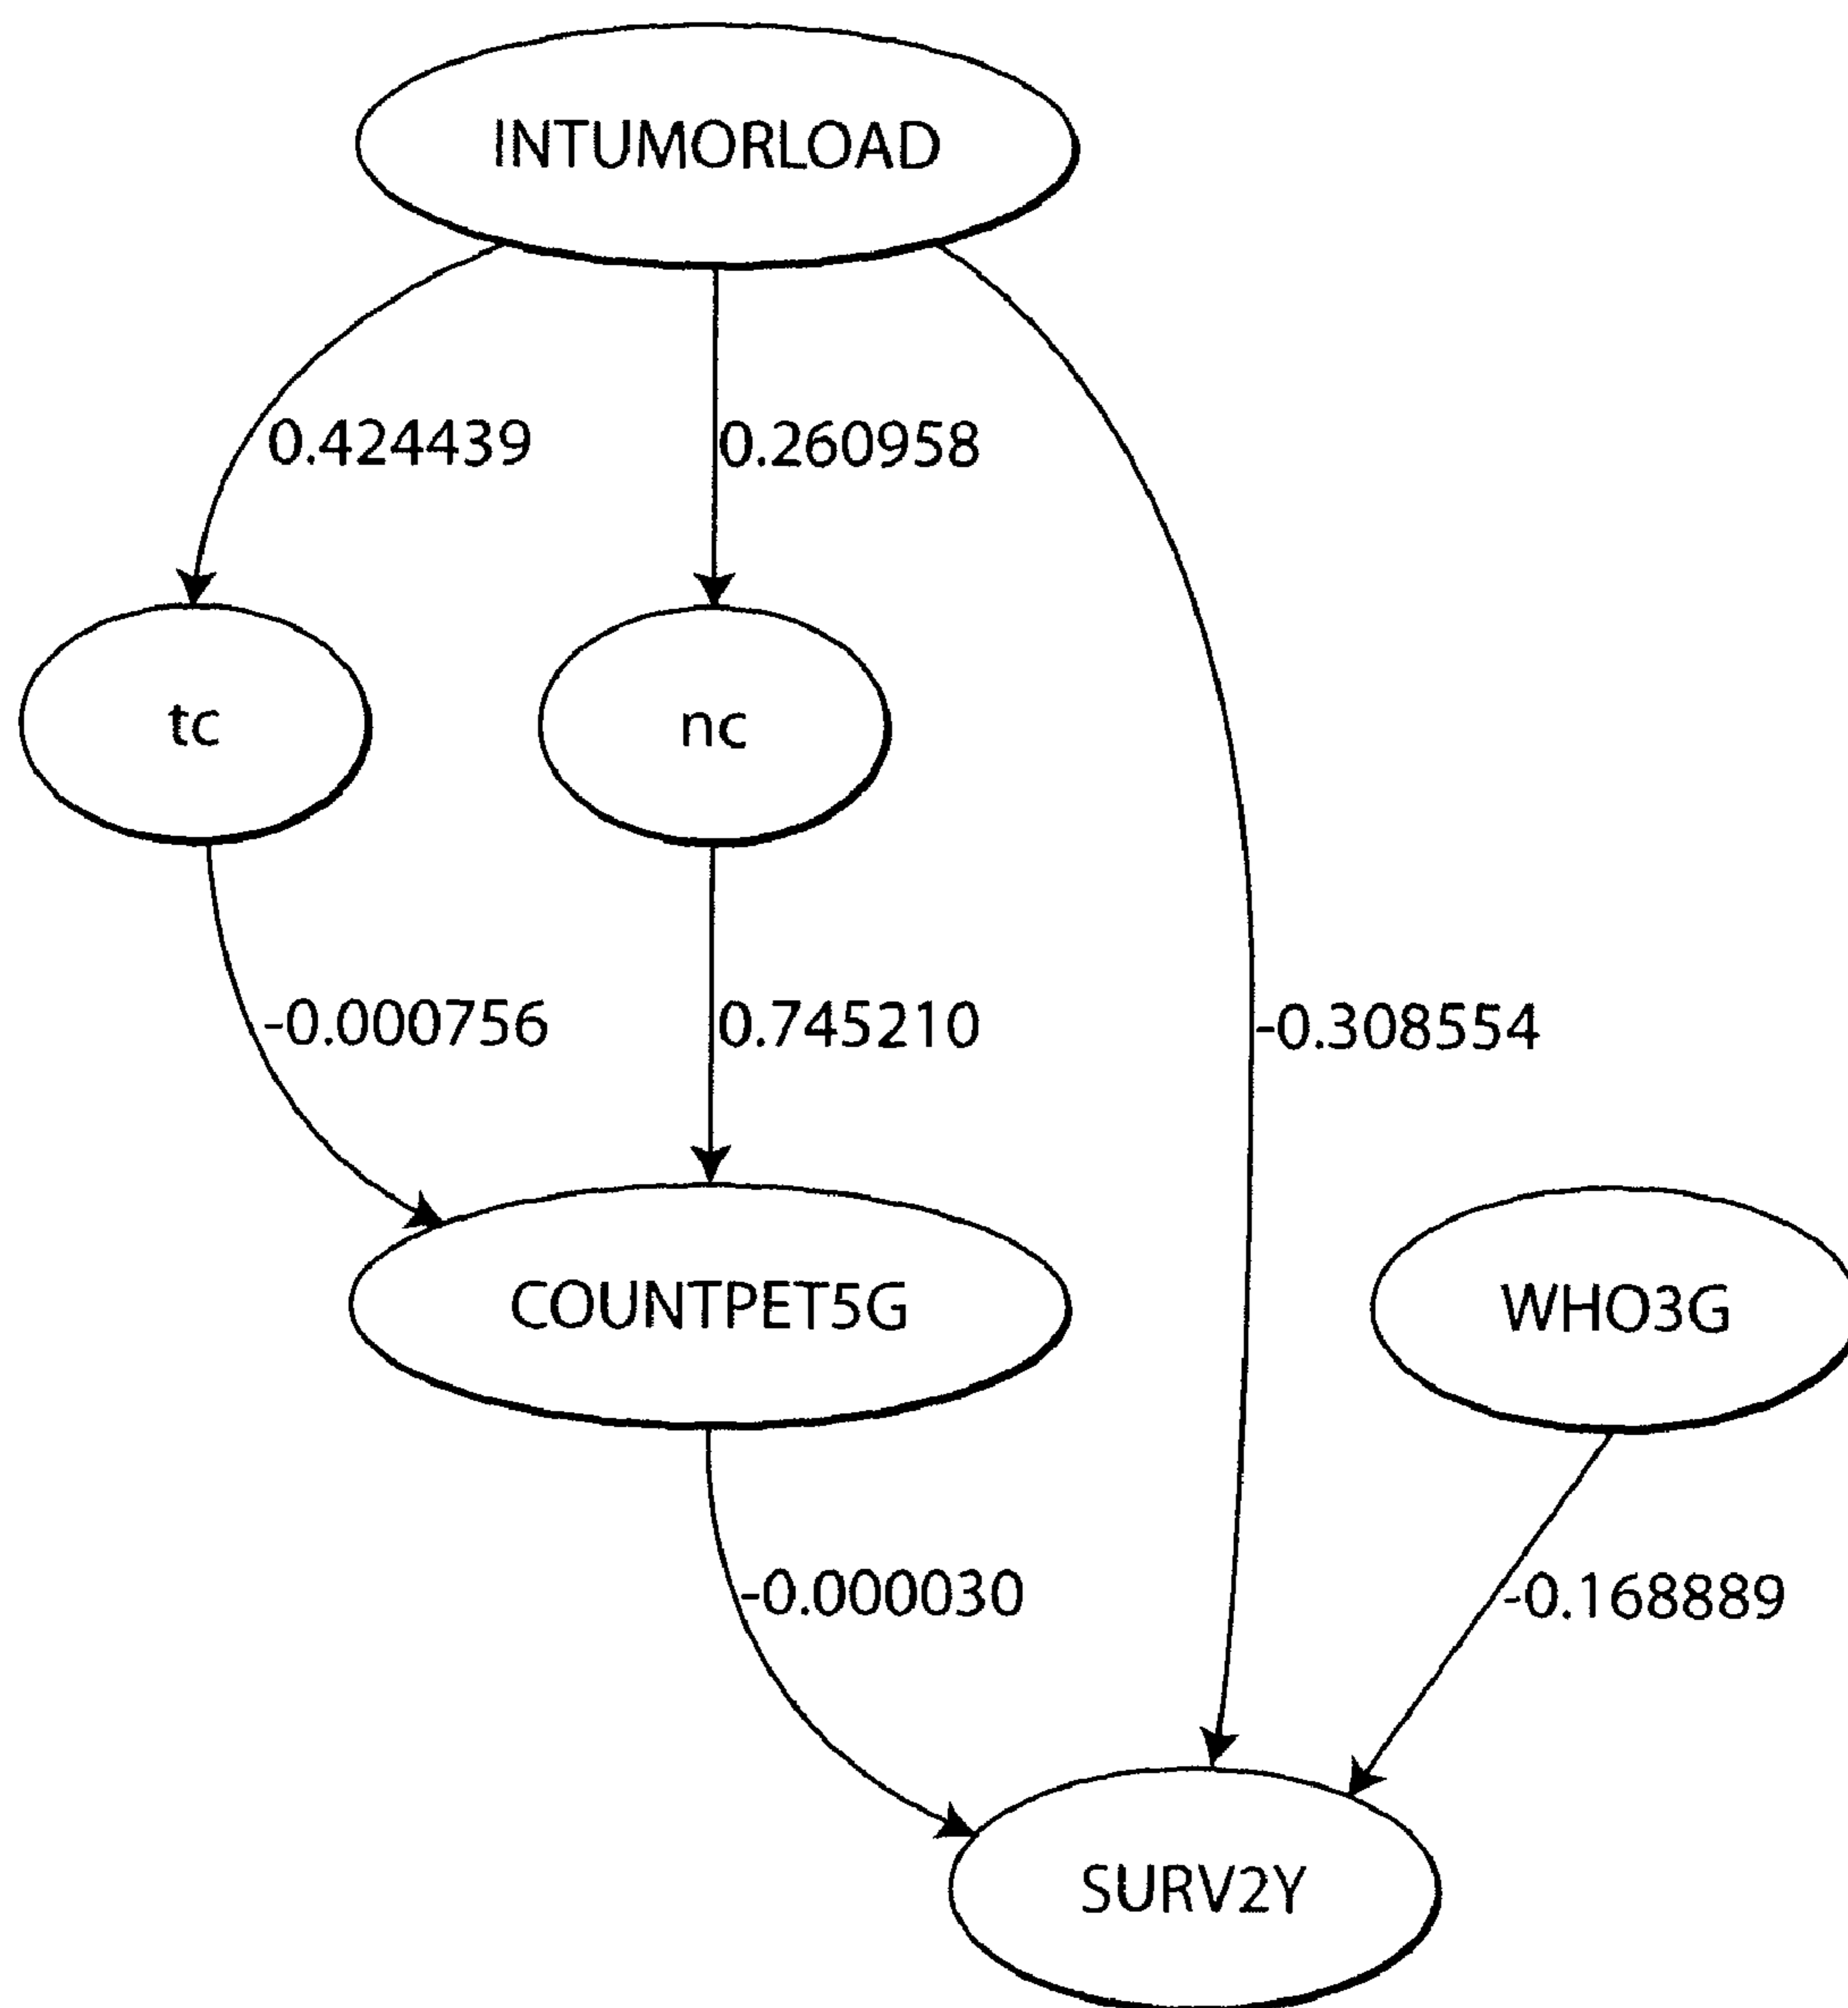 INTUMORLOAD
0.424439
0.260958
tc
nc
-0.000756
0.745210
-0.308554
COUNTPET5G
WHO3G
-0.000030
-0.168889
SURV2Y